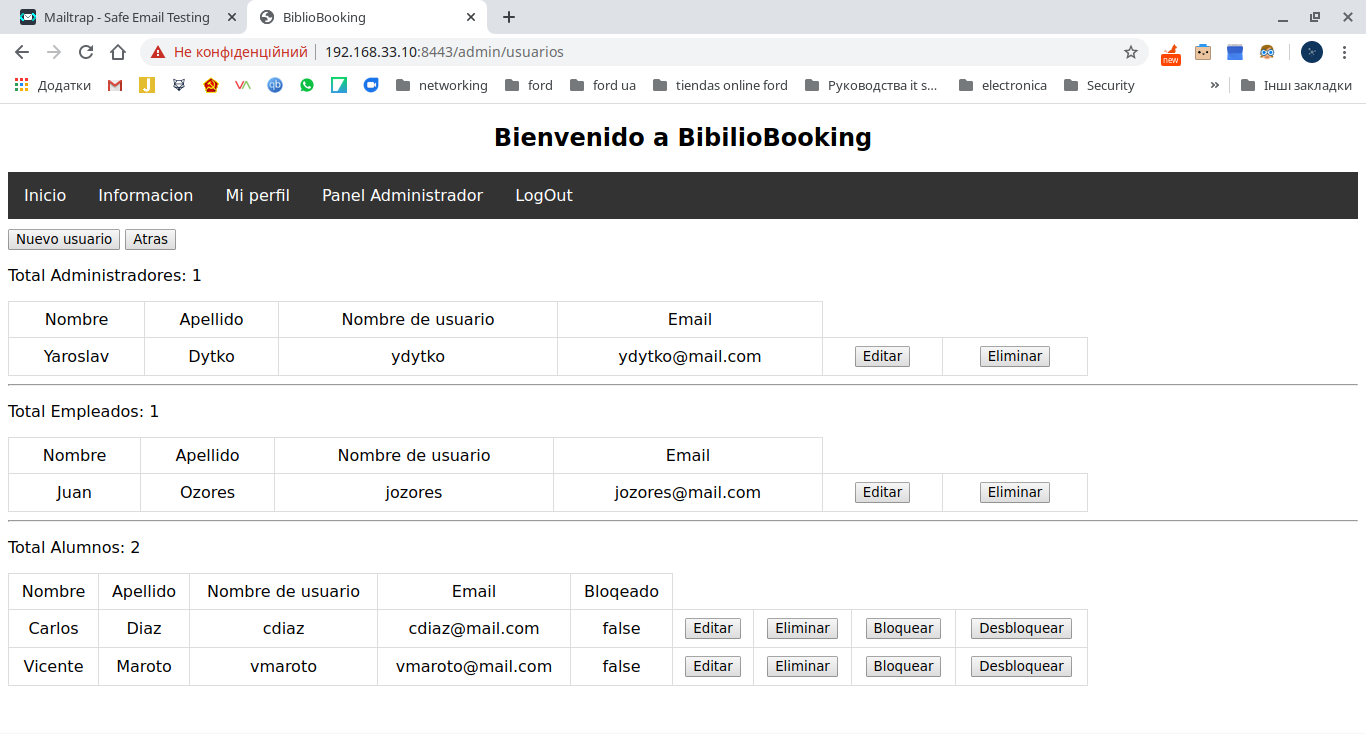 Mailtrap - Safe Email Testing
BiblioBooking
Не конфіденційний 192.168.33.10:8443/admin/usuarios
new
Додатки networking ford ford ua tiendas online ford Руководства it s... electronica Security » Інші закладки
Bienvenido a BibilioBooking
Inicio Informacion Mi perfil Panel Administrador LogOut
Nuevo usuario Atras
Total Administradores: 1
Nombre Apellido Nombre de usuario Email
Yaroslav Dytko ydytko ydytko@mail.com Editar Eliminar
Total Empleados: 1
Nombre Apellido Nombre de usuario Email
Juan Ozores jozores jozores@mail.com Editar Eliminar
Total Alumnos: 2
Nombre Apellido Nombre de usuario Email Bloqeado
Carlos Diaz cdiaz cdiaz@mail.com false Editar Eliminar Bloquear Desbloquear
Vicente Maroto vmaroto vmaroto@mail.com false Editar Eliminar Bloquear Desbloquear